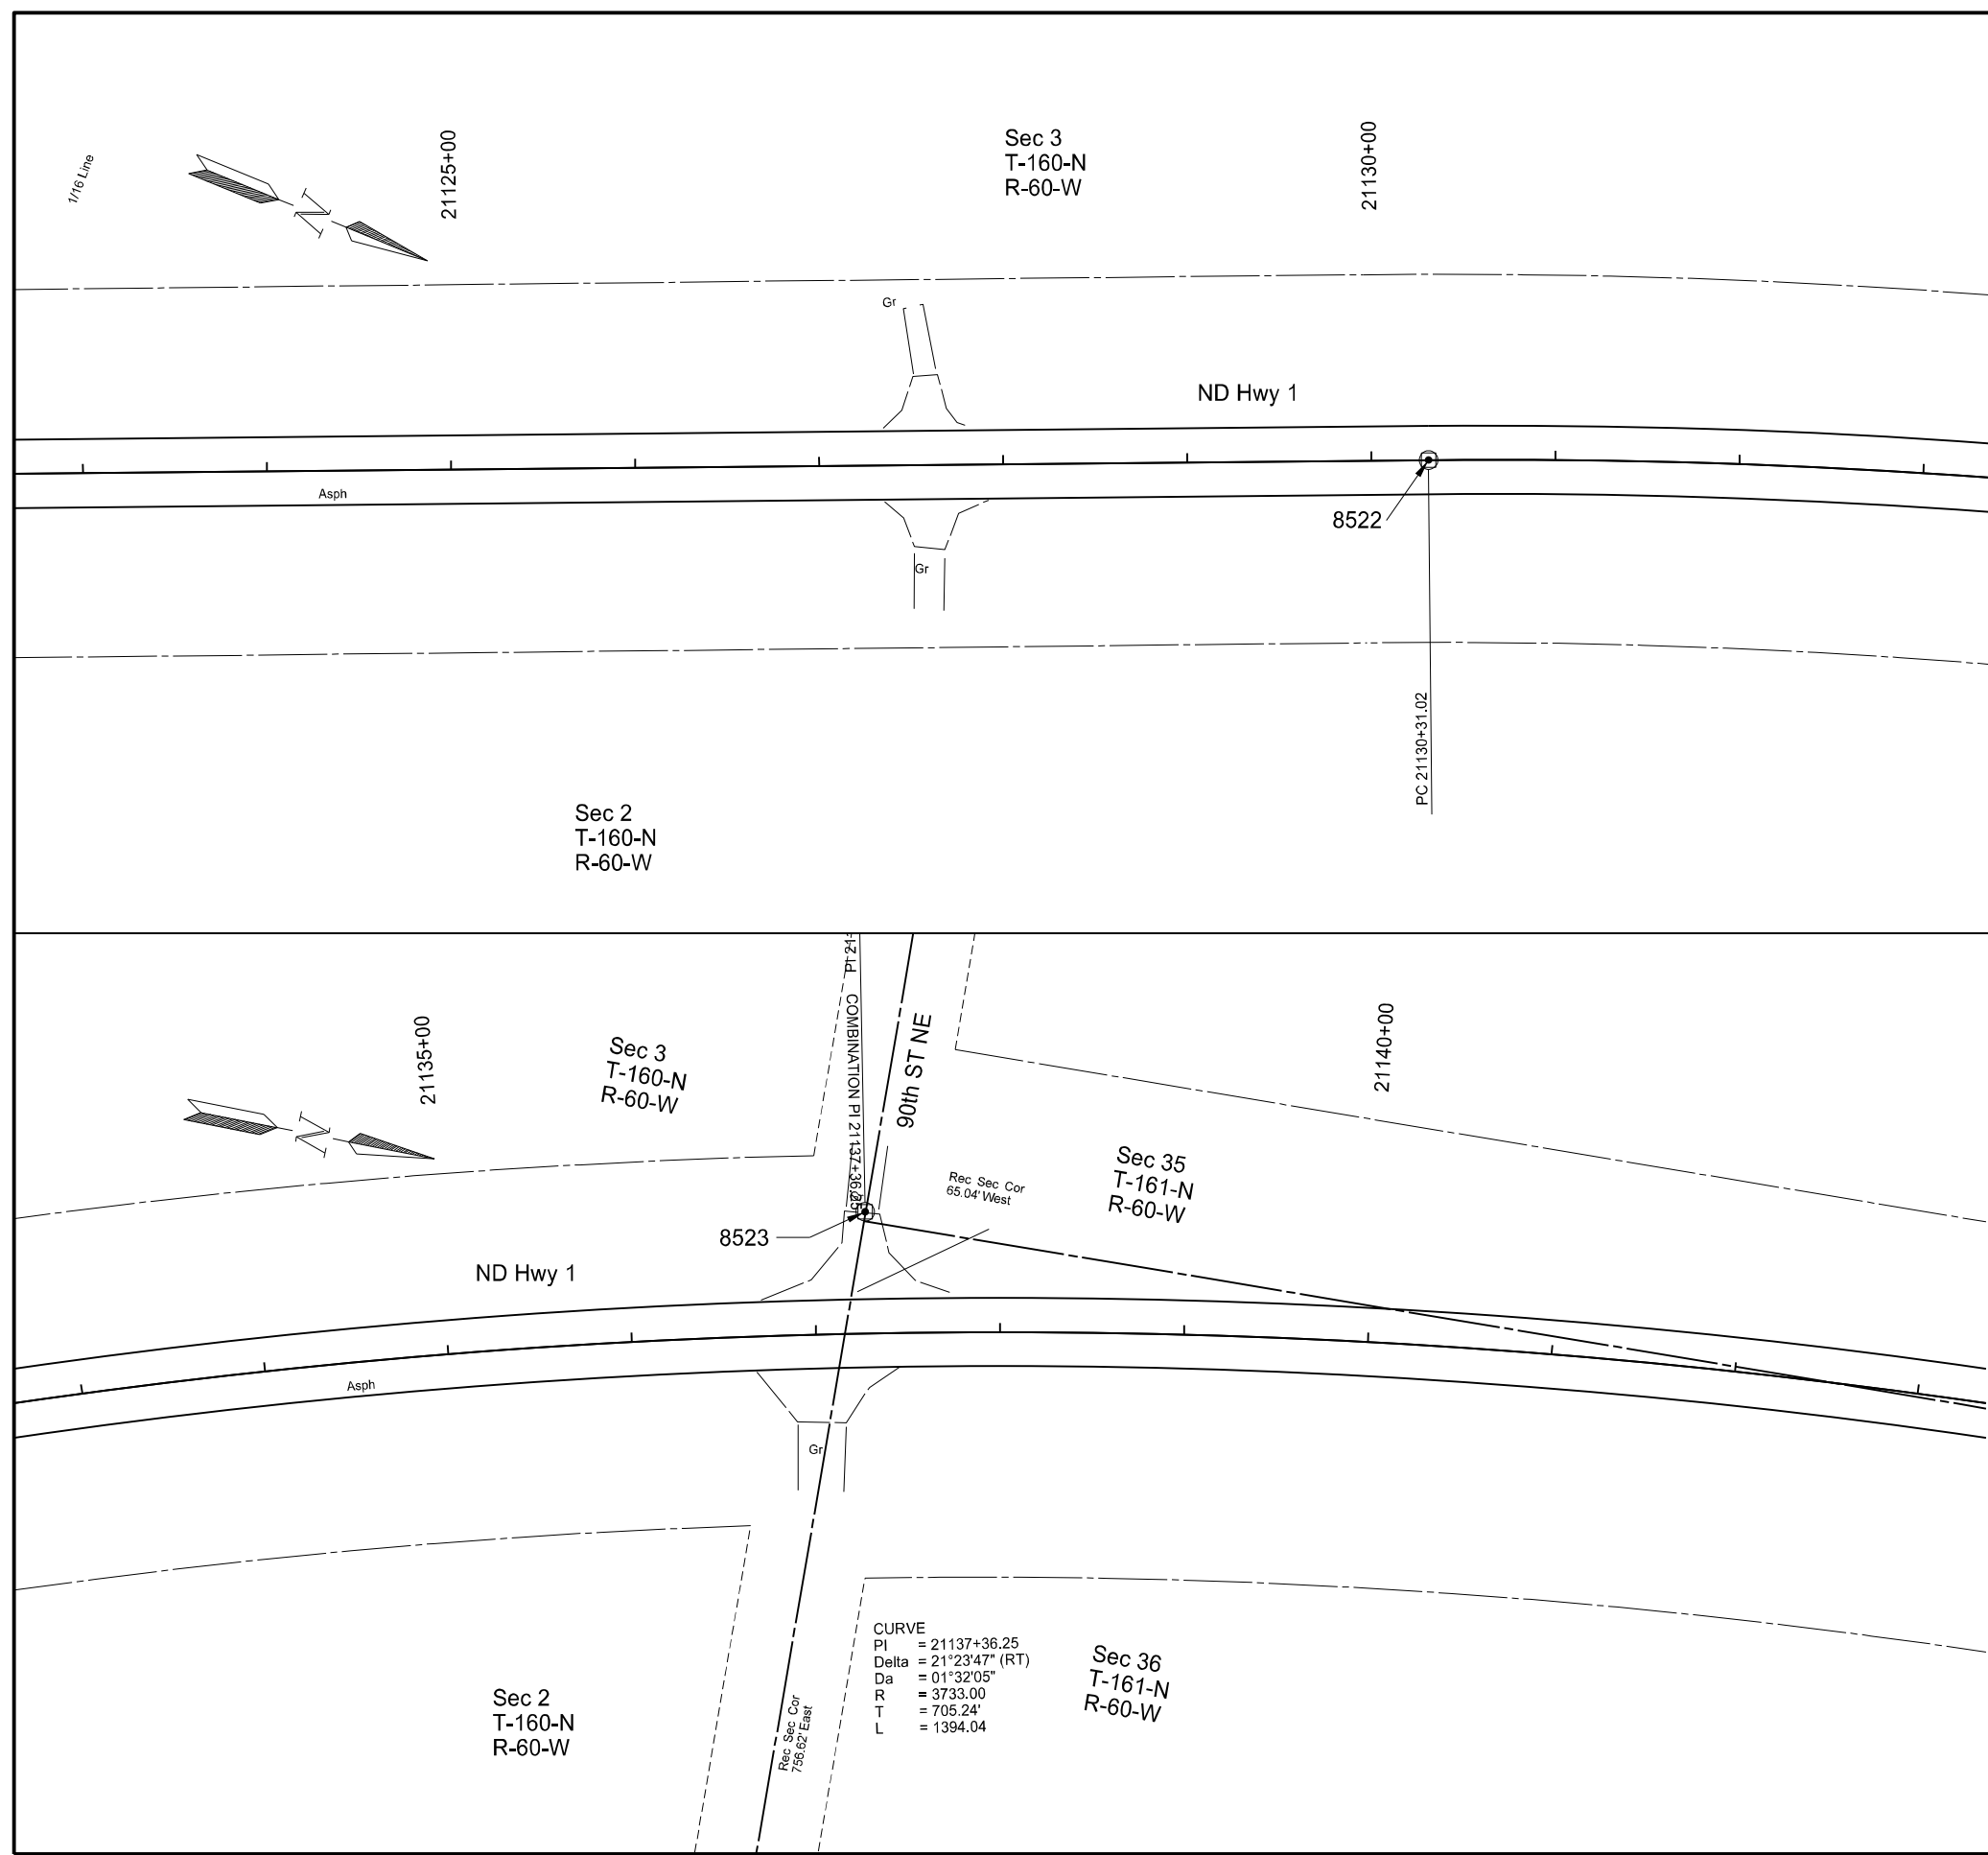 1/16 Line
N
21125+00
Sec 3
T-160-N
R-60-W
21130+00
Gr
ND Hwy 1
Asph
8522
Gr
PC 21130+31.02
Sec 2
T-160-N
R-60-W
21135+00
Sec 3
T-160-N
R-60-W
PI 21
COMBINATION PI 21137+36.25
90th ST NE
21140+00
N
Sec 35
T-161-N
R-60-W
Rec Sec Cor
65.04' West
8523
ND Hwy 1
Asph
Gr
CURVE
PI = 21137+36.25
Delta = 21°23'47" (RT)
Da = 01°32'05"
R = 3733.00
T = 705.24'
L = 1394.04
Sec 36
T-161-N
R-60-W
Sec 2
T-160-N
R-60-W
Rec Sec Cor
756.62' East